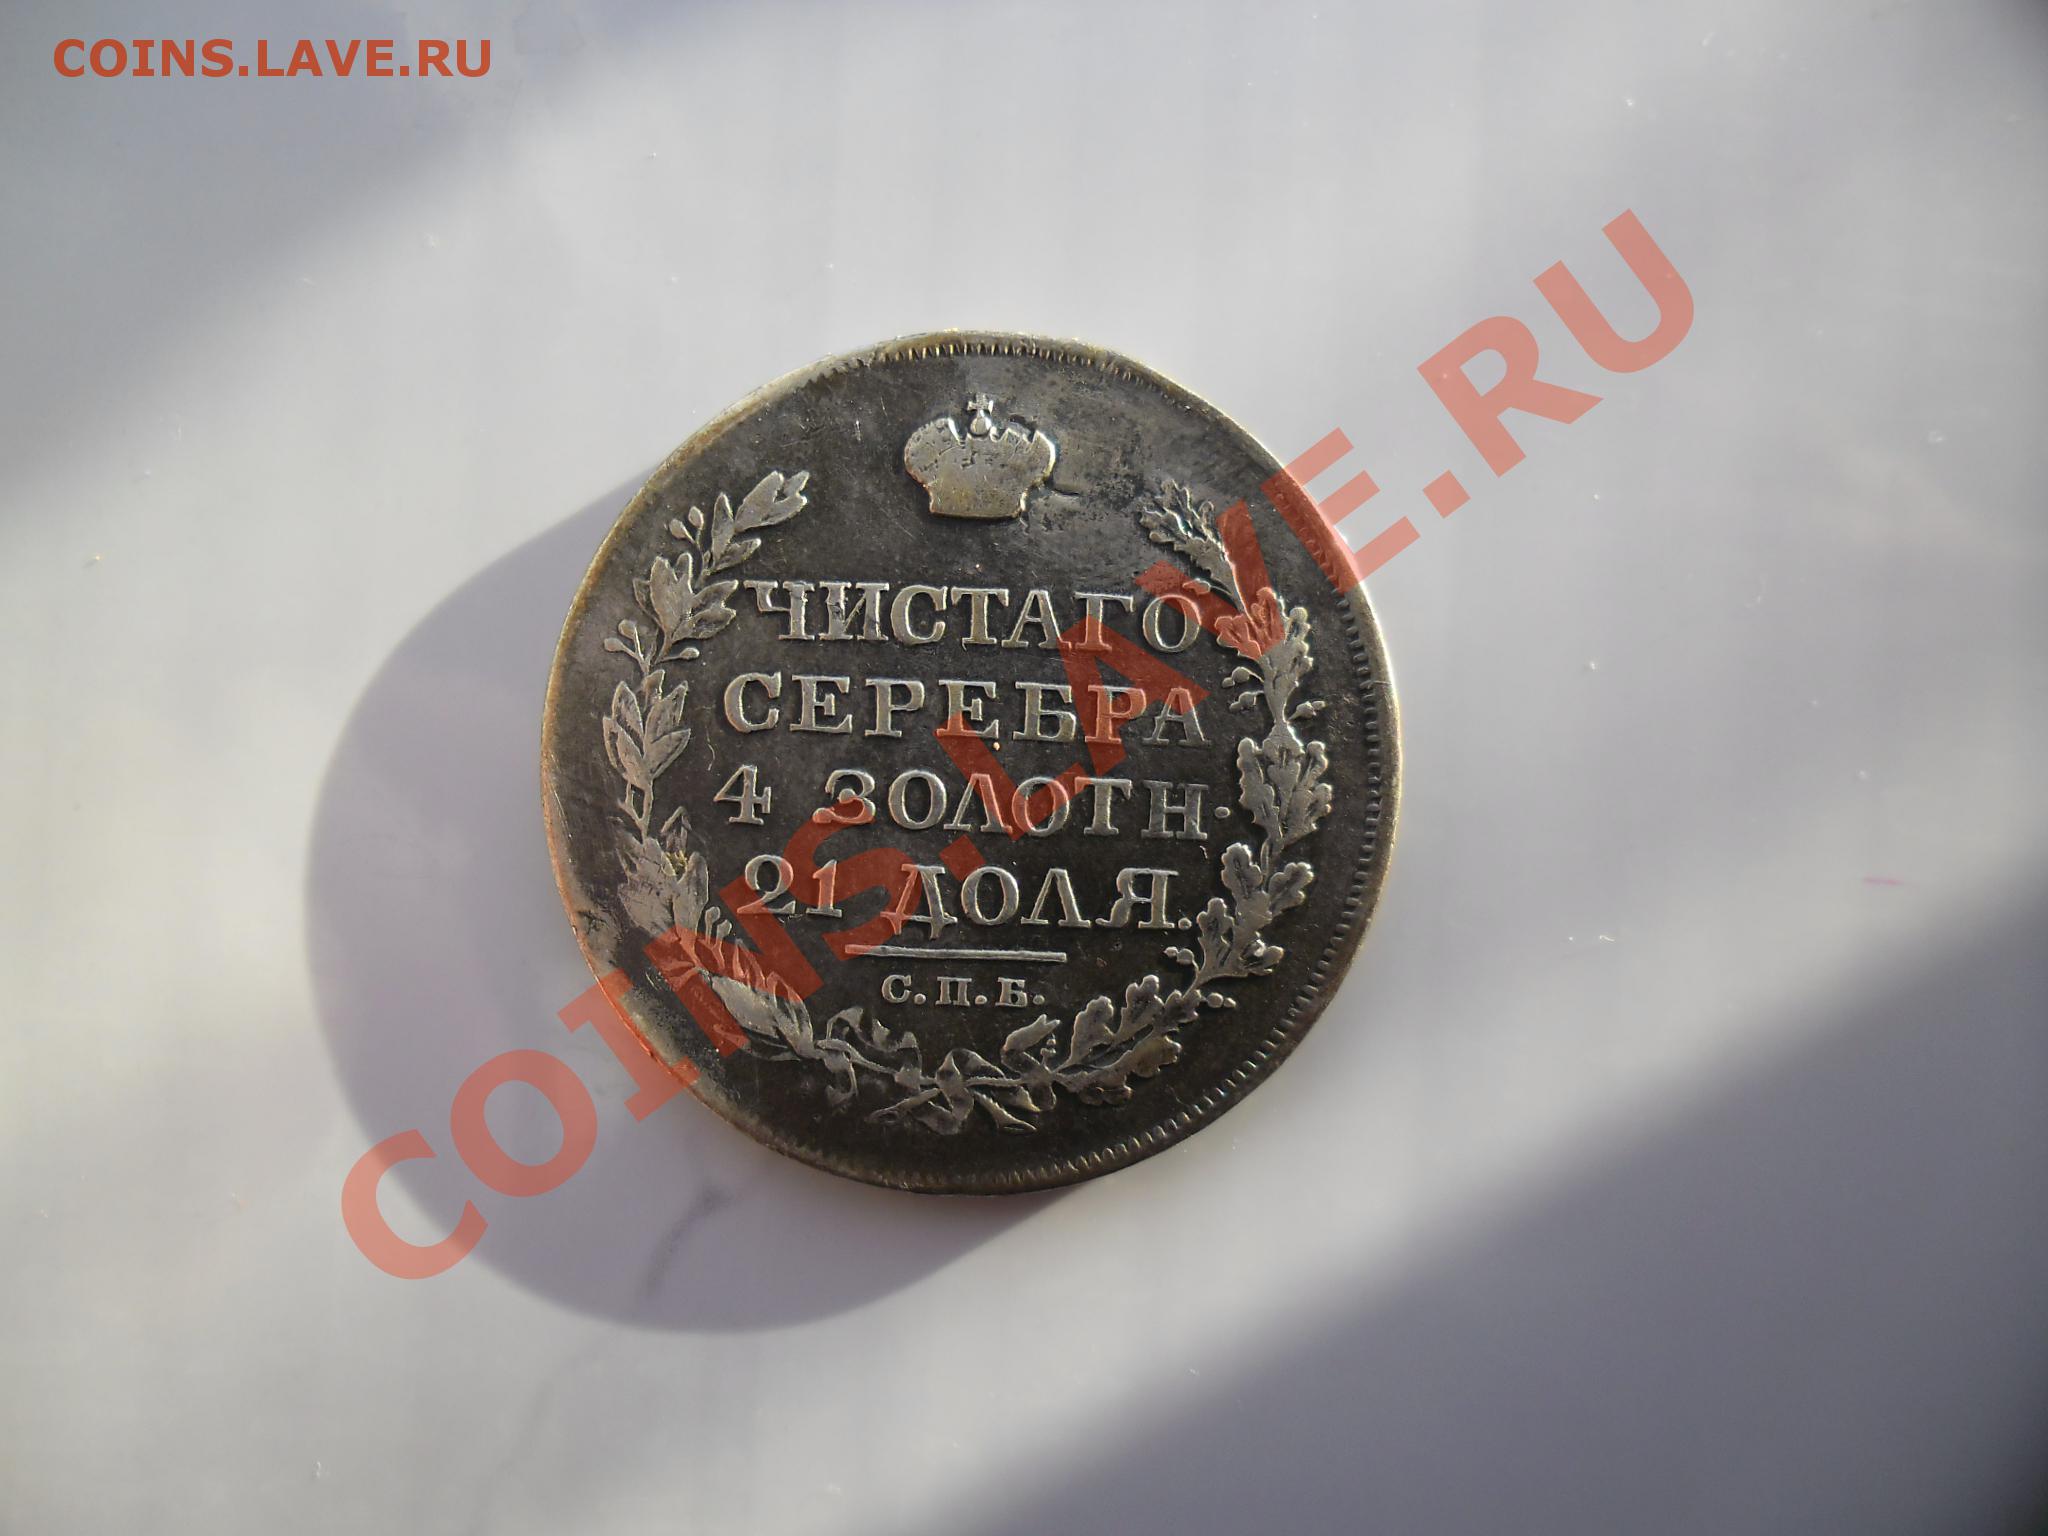 COINS.LAVE.RU
ЧИСТАГО
СЕРЕБРА
4 ЗОЛОТН.
21 ДОЛЯ.
С.П.Б.
COINS.LAVE.RU